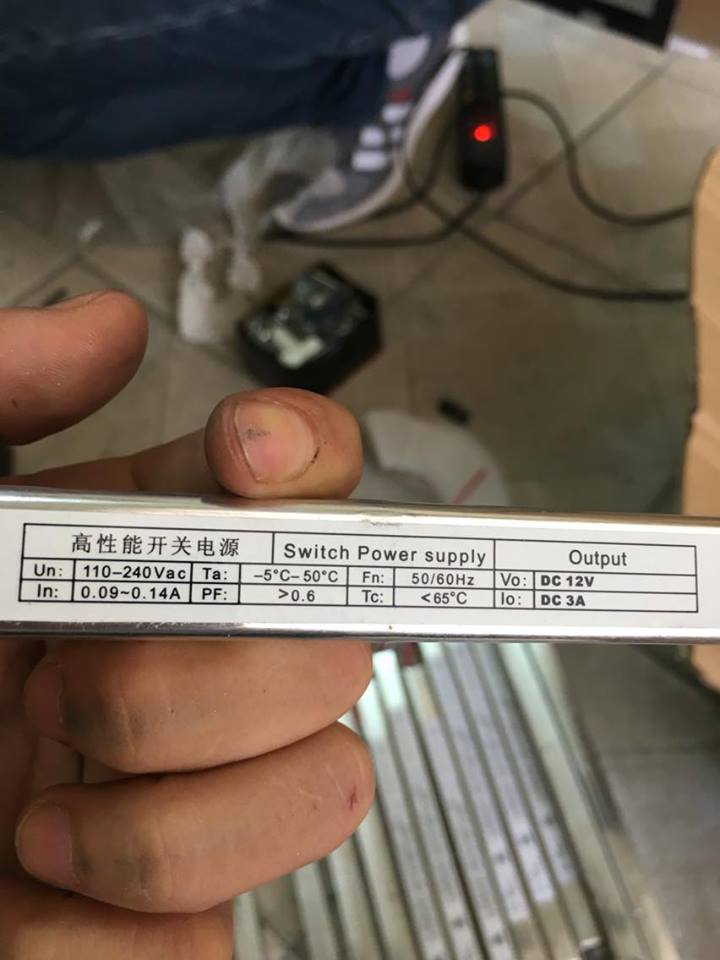 高性能开关电源 Switch Power supply Output
Un: 110–240Vac Ta: –5°C– 50°C Fn: 50/60Hz Vo: DC 12V
In: 0.09~0.14A PF: >0.6 Tc: <65°C Io: DC 3A